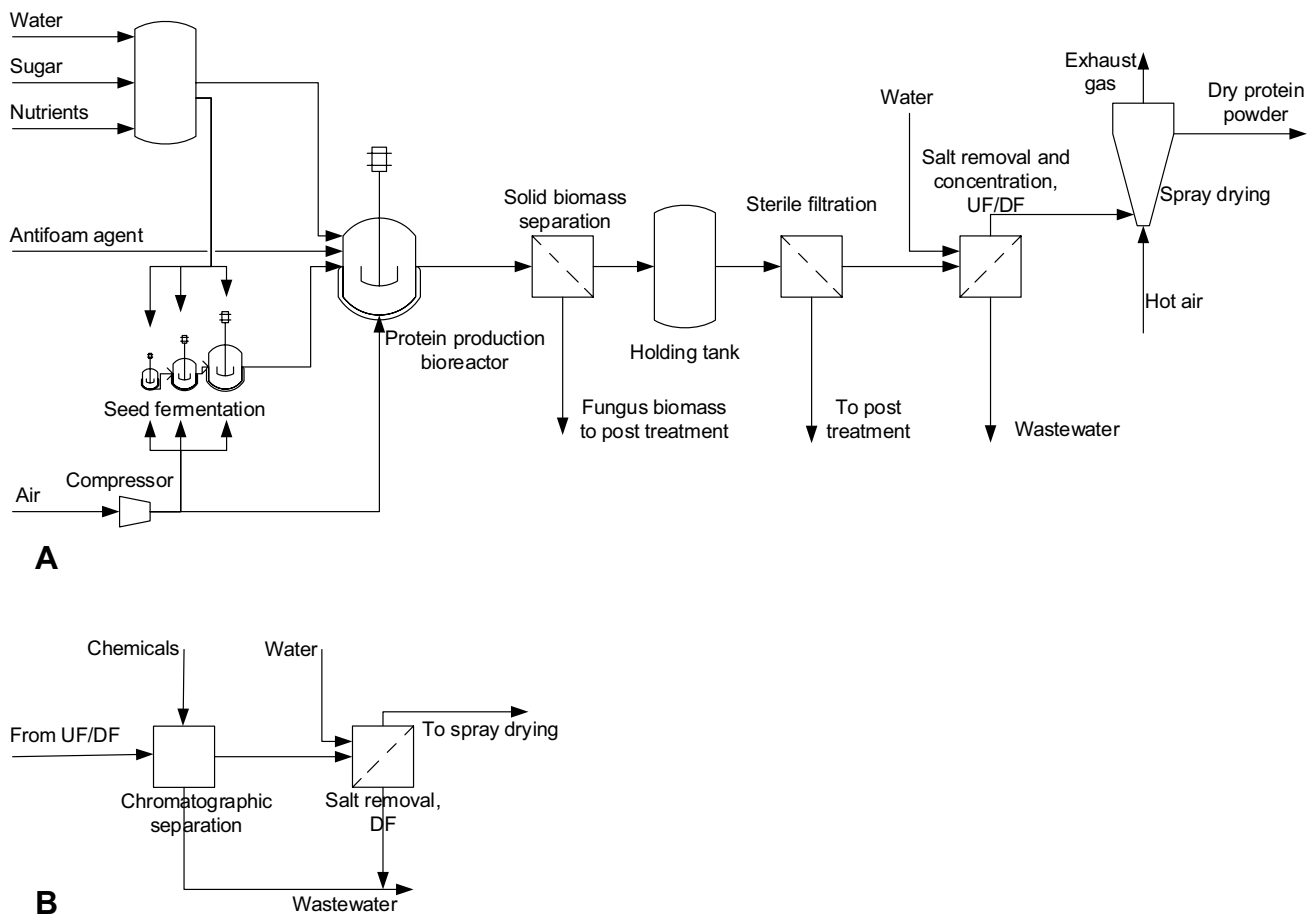 Water
Sugar
Nutrients
Antifoam agent
Seed fermentation
Compressor
Air
Protein production
bioreactor
Solid biomass
separation
Fungus biomass
to post treatment
Holding tank
Sterile filtration
To post
treatment
Water
Salt removal and
concentration,
UF/DF
Wastewater
Exhaust
gas
Dry protein
powder
Spray drying
Hot air
A
Chemicals
Water
From UF/DF
To spray drying
Chromatographic
separation
Salt removal,
DF
Wastewater
B